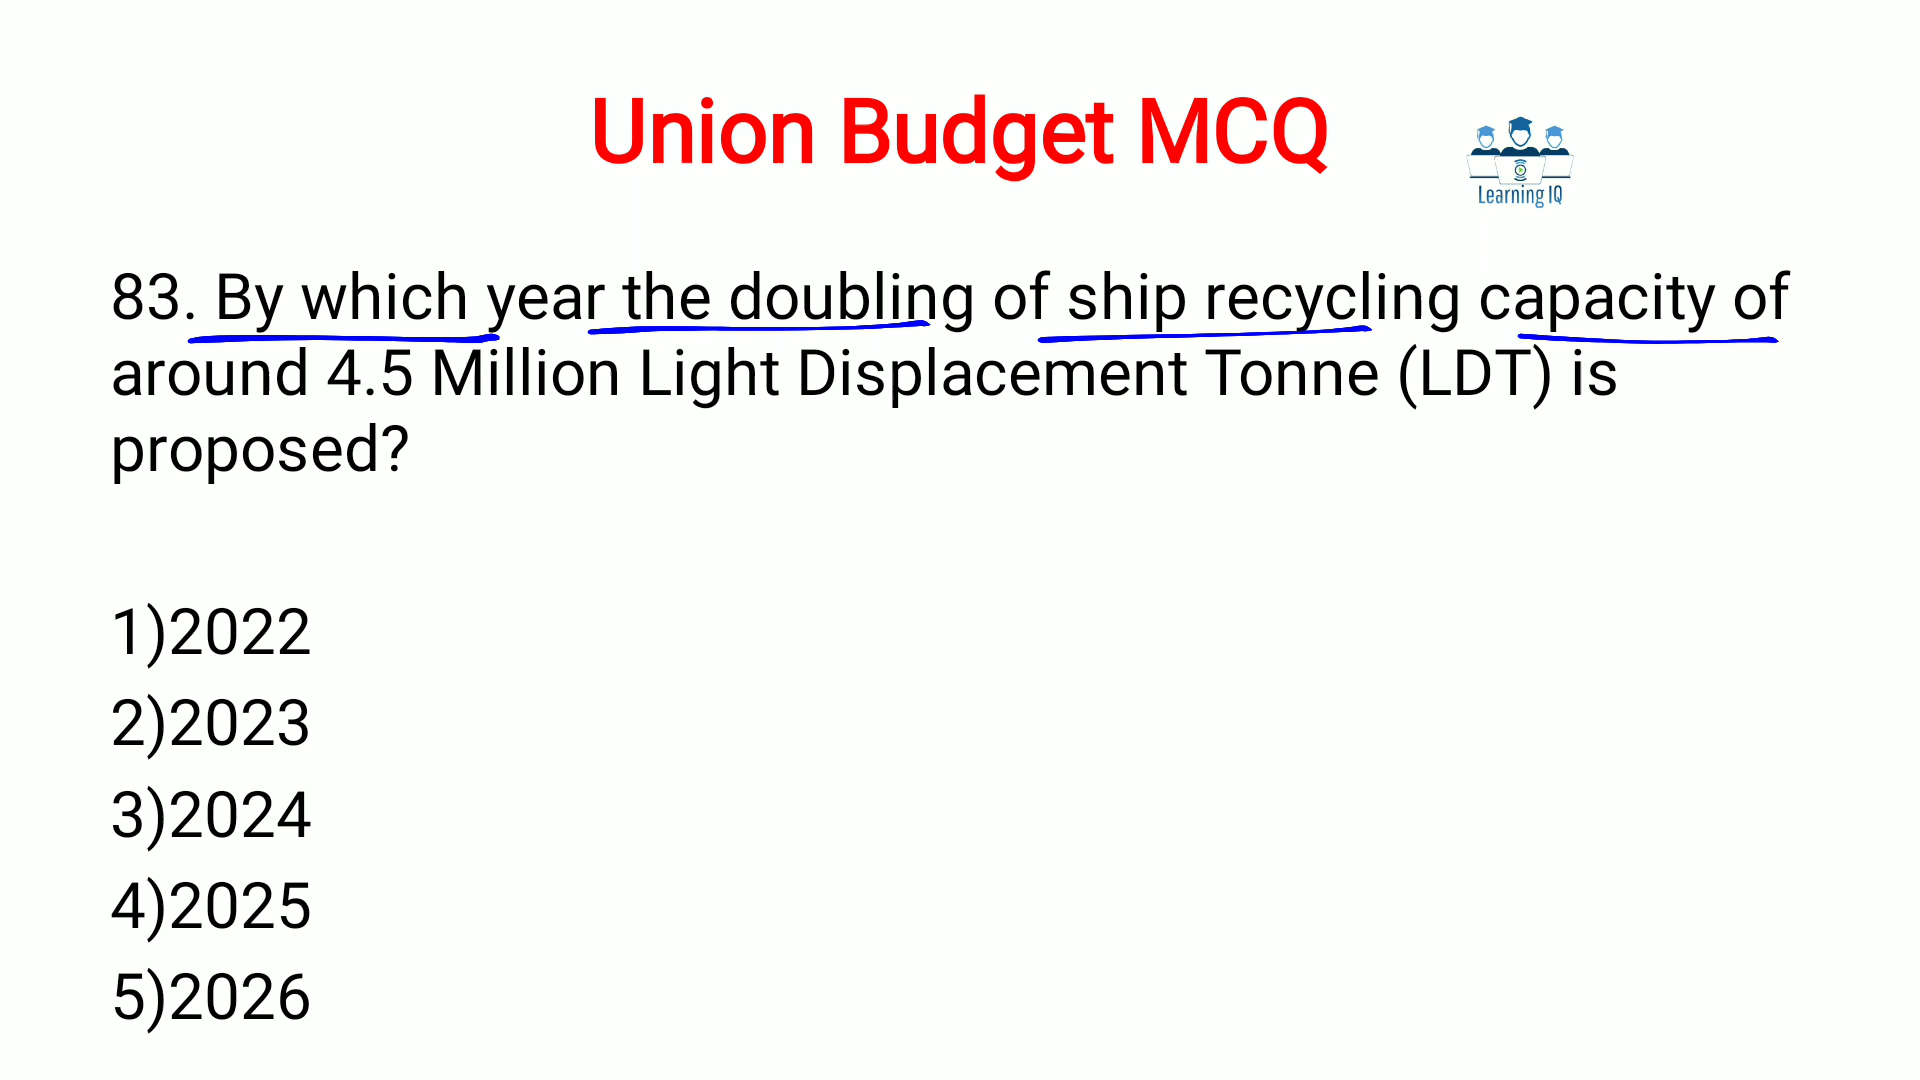 Union Budget MCQ
Learning IQ
83. By which year the doubling of ship recycling capacity of
around 4.5 Million Light Displacement Tonne (LDT) is
proposed?
1)2022
2)2023
3)2024
4)2025
5)2026